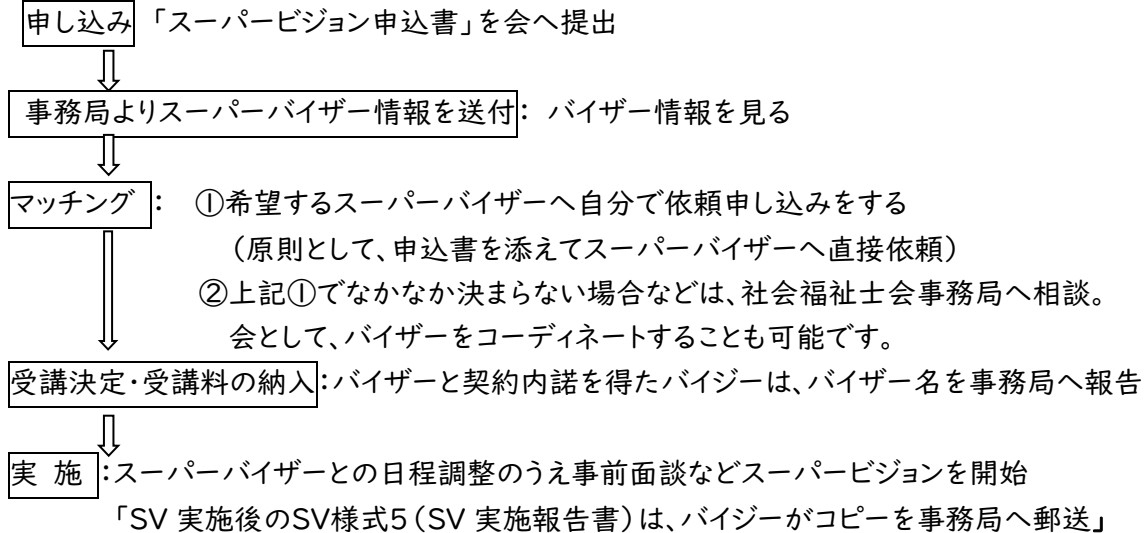 申し込み 「スーパービジョン申込書」を会へ提出
事務局よりスーパーバイザー情報を送付： バイザー情報を見る
マッチング ： ①希望するスーパーバイザーへ自分で依頼申し込みをする
（原則として、申込書を添えてスーパーバイザーへ直接依頼）
②上記①でなかなか決まらない場合などは、社会福祉士会事務局へ相談。
会として、バイザーをコーディネートすることも可能です。
受講決定・受講料の納入：バイザーと契約内諾を得たバイジーは、バイザー名を事務局へ報告
実 施 ：スーパーバイザーとの日程調整のうえ事前面談などスーパービジョンを開始
「SV 実施後のSV様式5（SV 実施報告書）は、バイジーがコピーを事務局へ郵送」